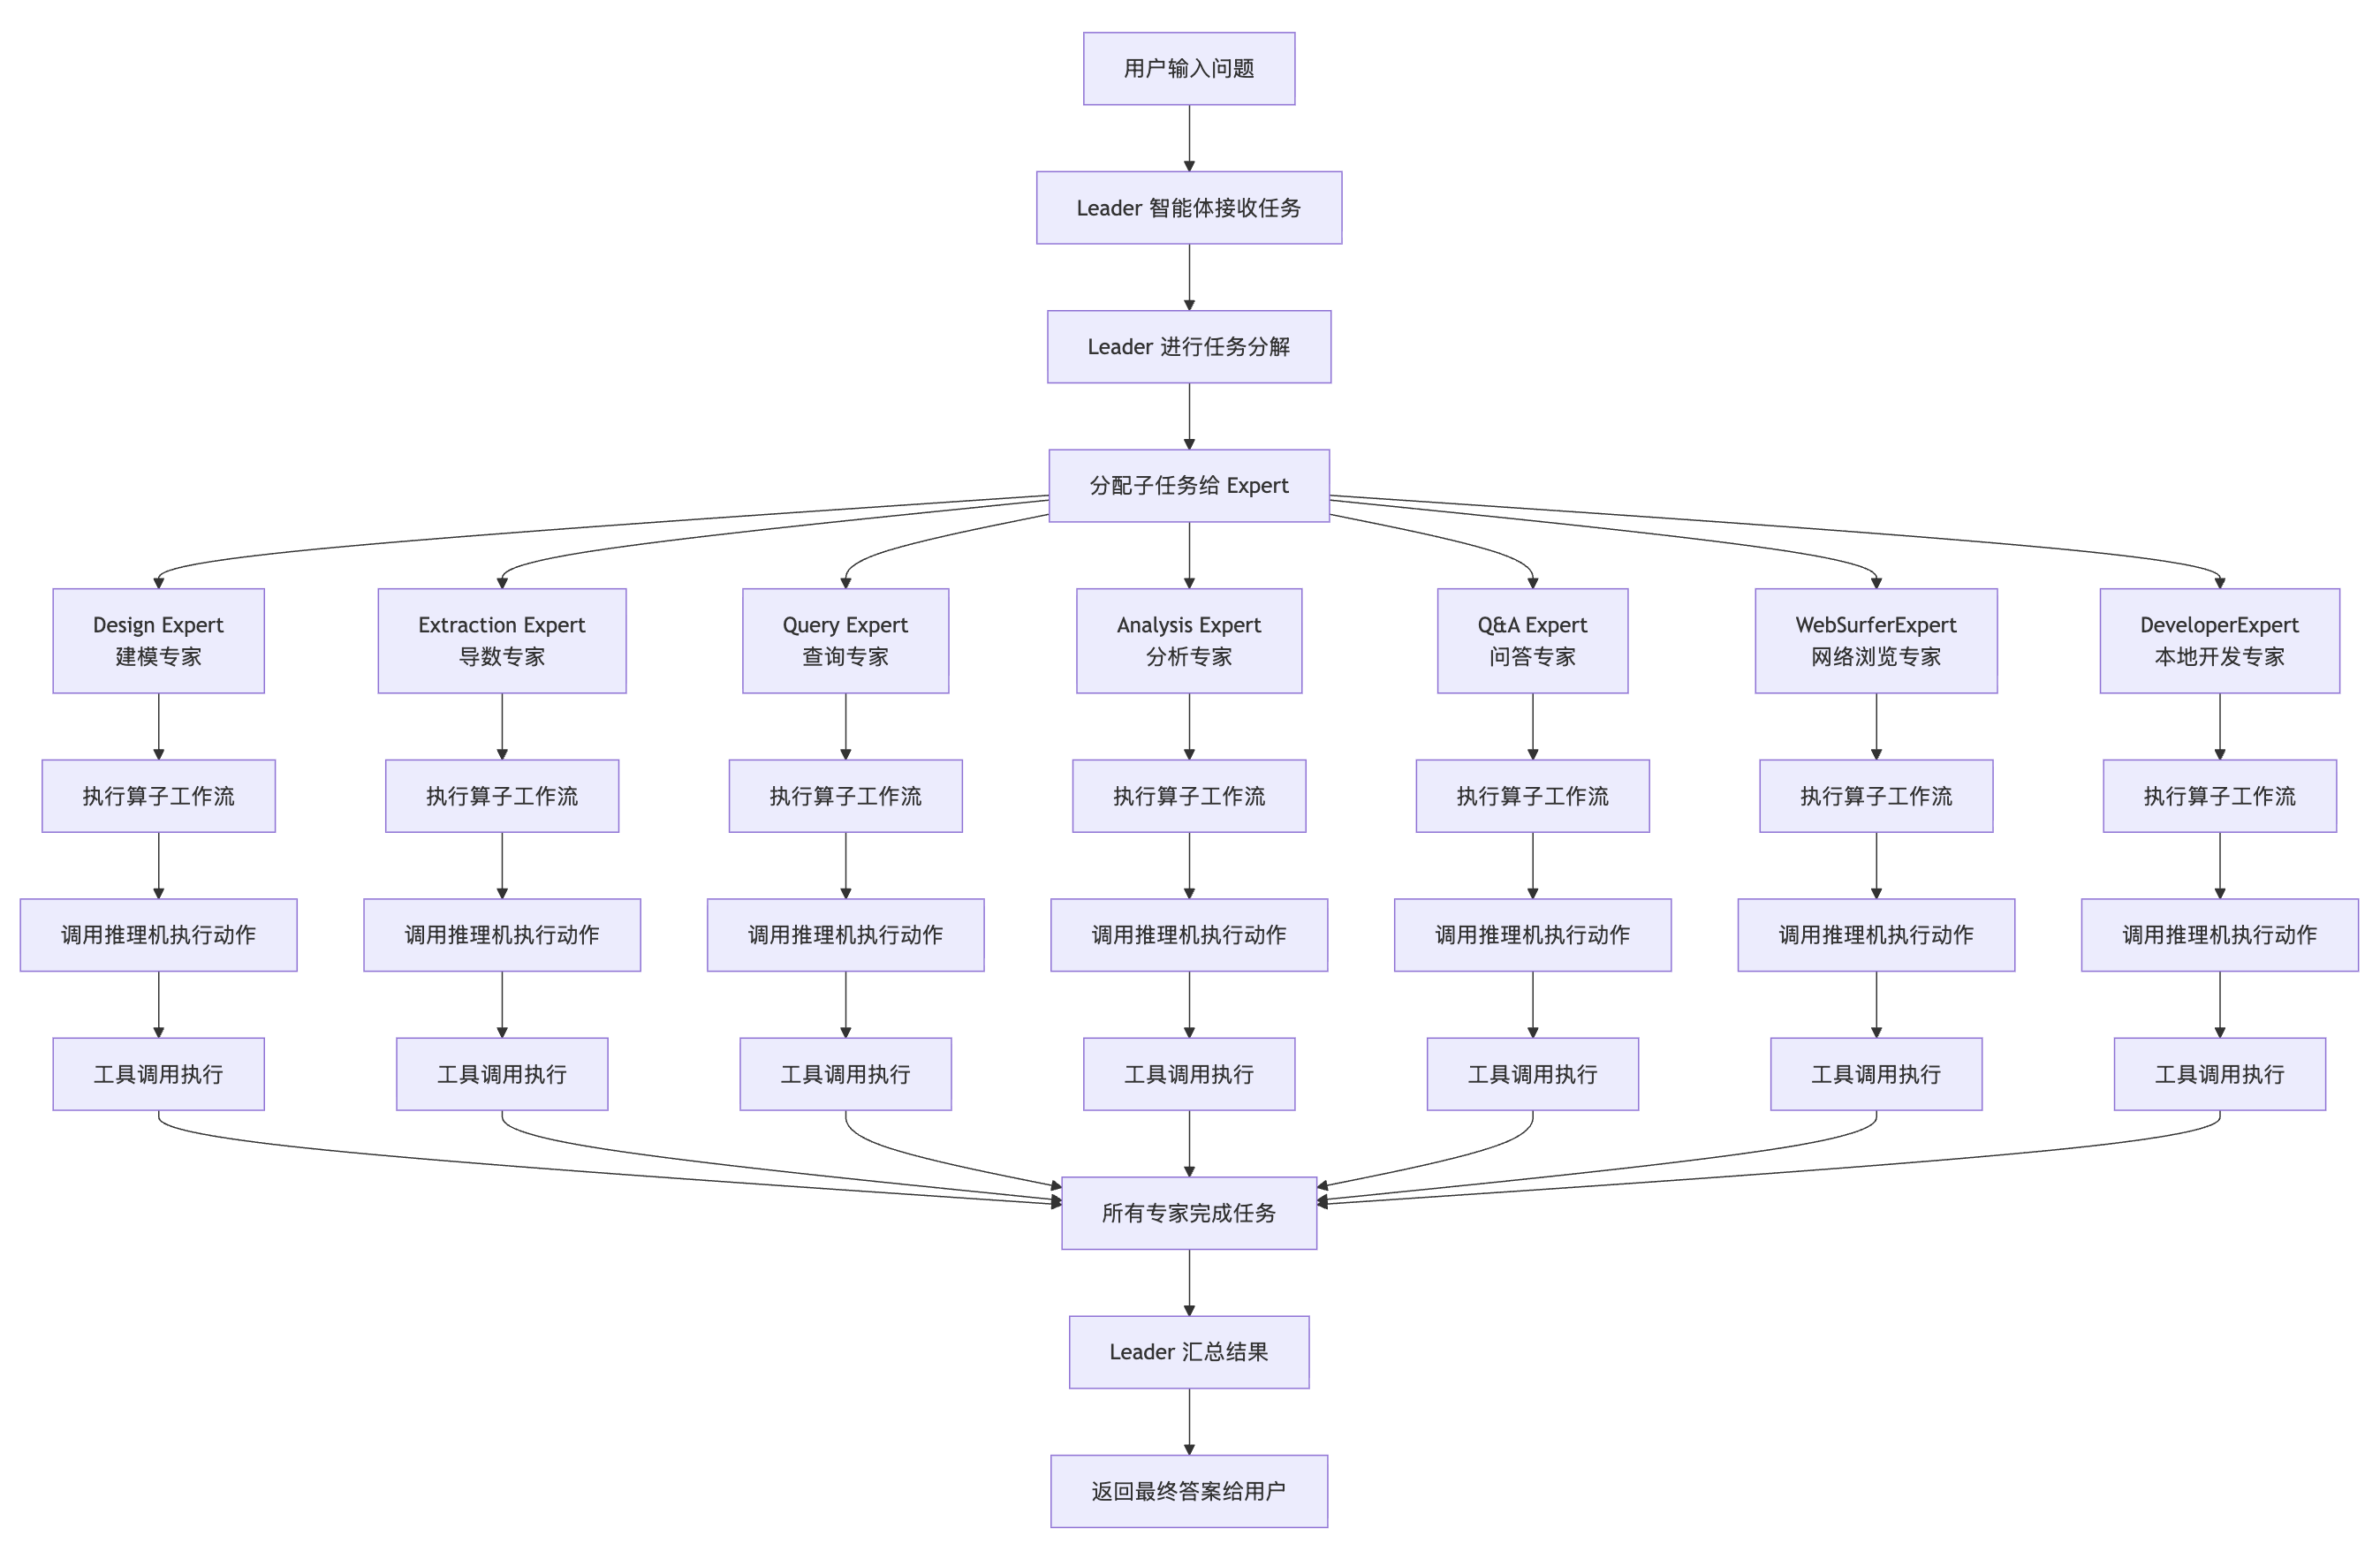 用户输入问题
Leader 智能体接收任务
Leader 进行任务分解
分配子任务给 Expert
Design Expert
建模专家
Extraction Expert
导数专家
Query Expert
查询专家
Analysis Expert
分析专家
Q&A Expert
问答专家
WebSurferExpert
网络浏览专家
DeveloperExpert
本地开发专家
执行算子工作流
执行算子工作流
执行算子工作流
执行算子工作流
执行算子工作流
执行算子工作流
执行算子工作流
调用推理机执行动作
调用推理机执行动作
调用推理机执行动作
调用推理机执行动作
调用推理机执行动作
调用推理机执行动作
调用推理机执行动作
工具调用执行
工具调用执行
工具调用执行
工具调用执行
工具调用执行
工具调用执行
工具调用执行
所有专家完成任务
Leader 汇总结果
返回最终答案给用户